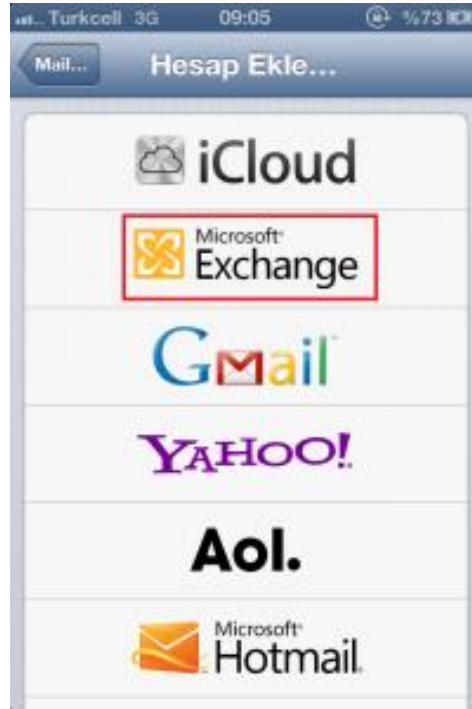 Turkcell 3G 09:05 %73
Mail... Hesap Ekle...
iCloud
Microsoft
Exchange
Gmail
YAHOO!
Aol.
Microsoft
Hotmail